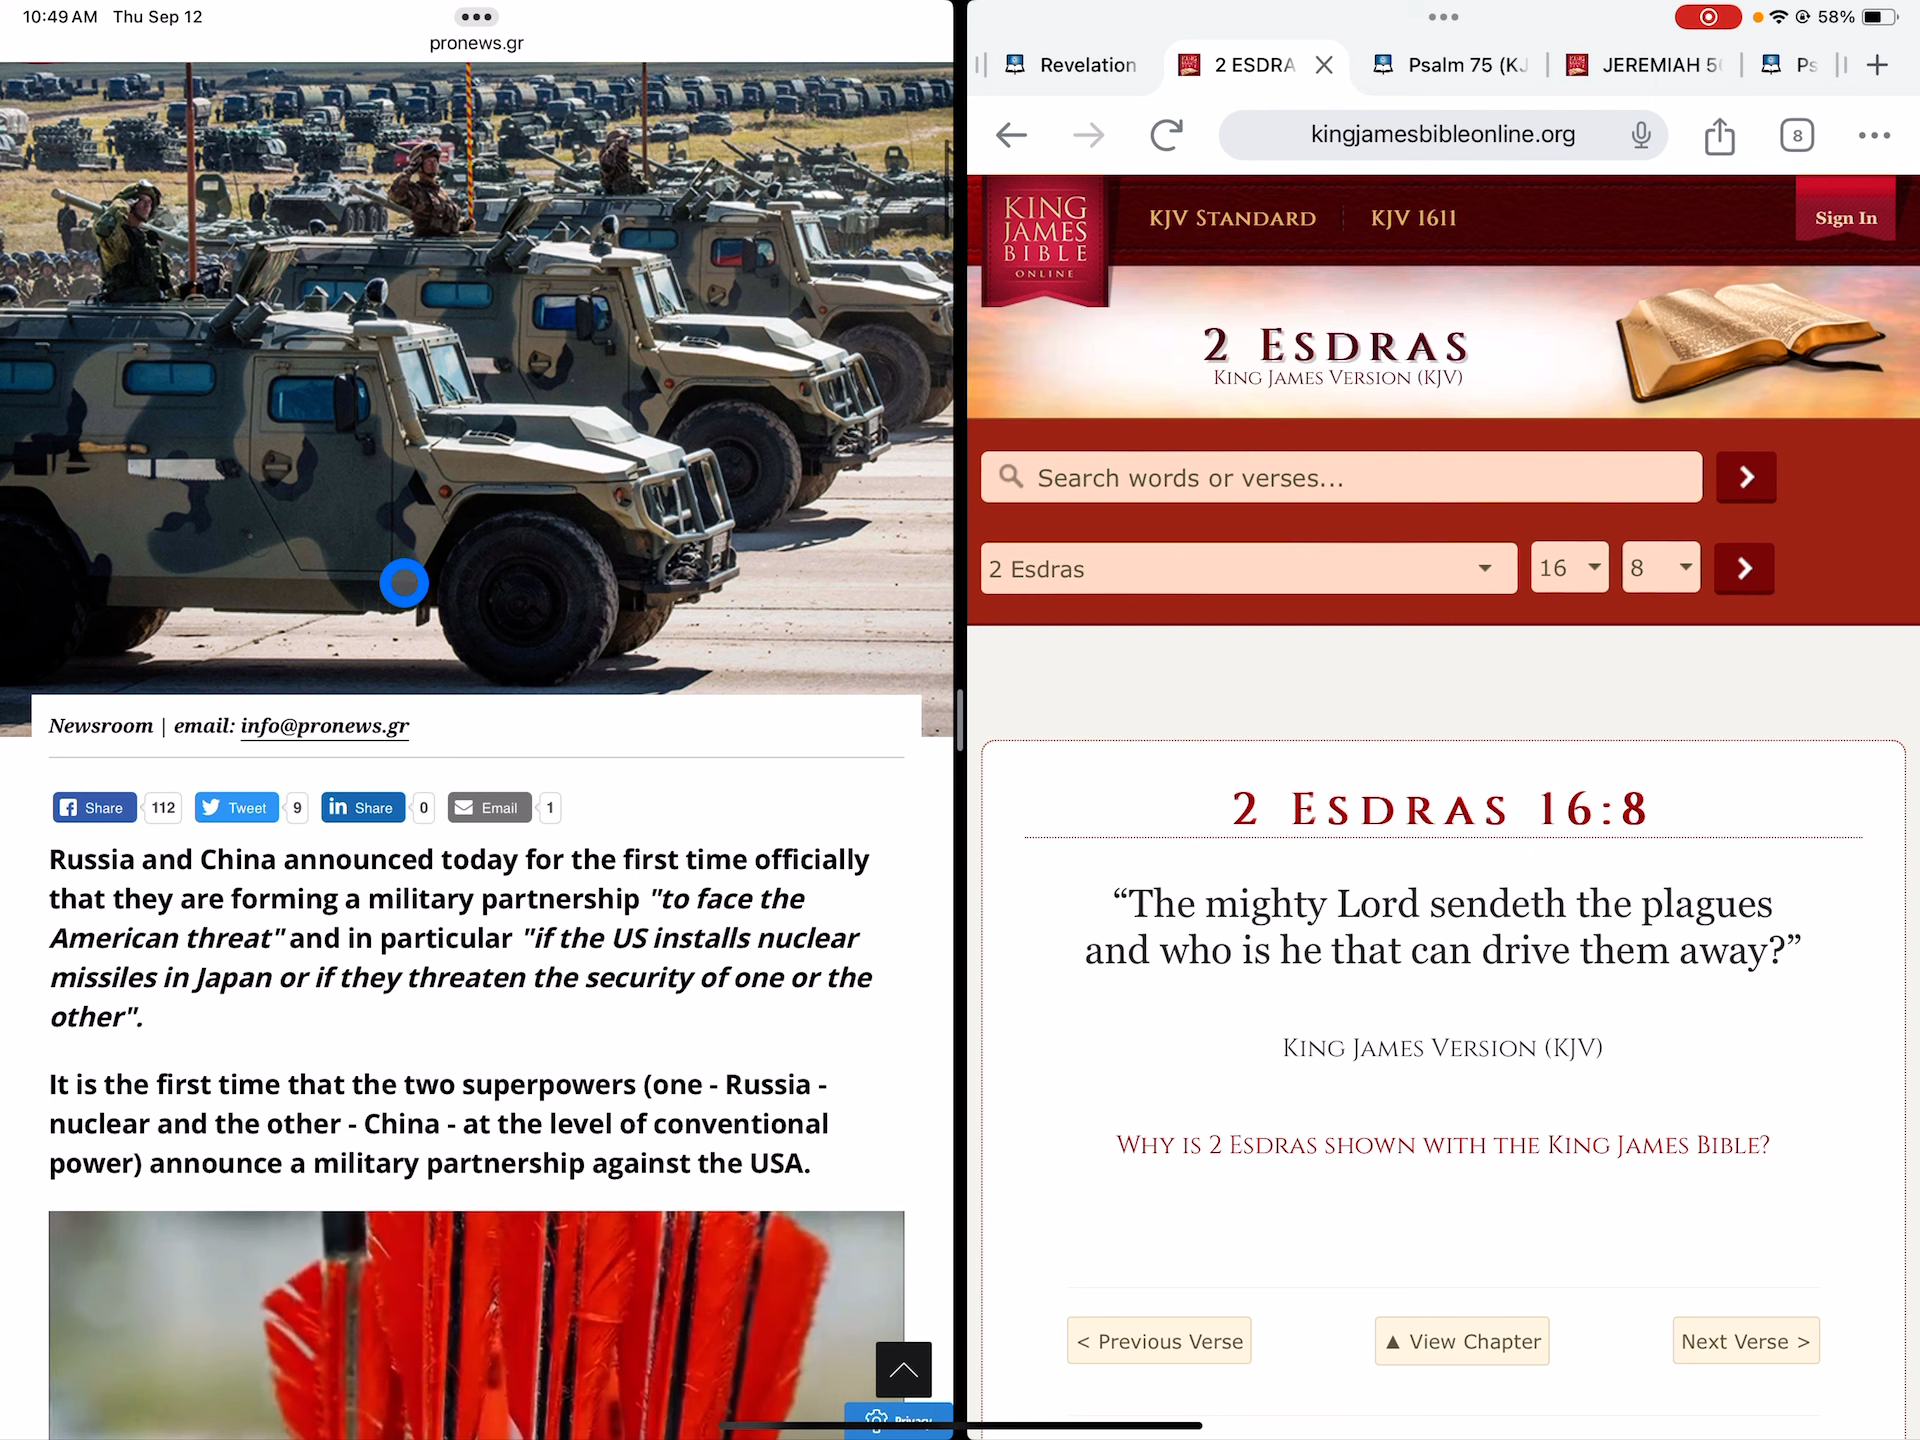 10:49 AM Thu Sep 12
pronews.gr
Newsroom | email: info@pronews.gr
Share 112 Tweet 9 Share 0 Email 1
Russia and China announced today for the first time officially
that they are forming a military partnership "to face the
American threat" and in particular "if the US installs nuclear
missiles in Japan or if they threaten the security of one or the
other".
It is the first time that the two superpowers (one - Russia -
nuclear and the other - China - at the level of conventional
power) announce a military partnership against the USA.
Privacy
58%
Revelation 2 ESDRA Psalm 75 (KJ JEREMIAH 5 Ps
kingjamesbibleonline.org
8
KING
JAMES
BIBLE
ONLINE
KJV STANDARD KJV 1611
Sign In
2 ESDRAS
KING JAMES VERSION (KJV)
Search words or verses...
2 Esdras 16 8
2 ESDRAS 16:8
“The mighty Lord sendeth the plagues
and who is he that can drive them away?”
KING JAMES VERSION (KJV)
WHY IS 2 ESDRAS SHOWN WITH THE KING JAMES BIBLE?
< Previous Verse ▲ View Chapter Next Verse >